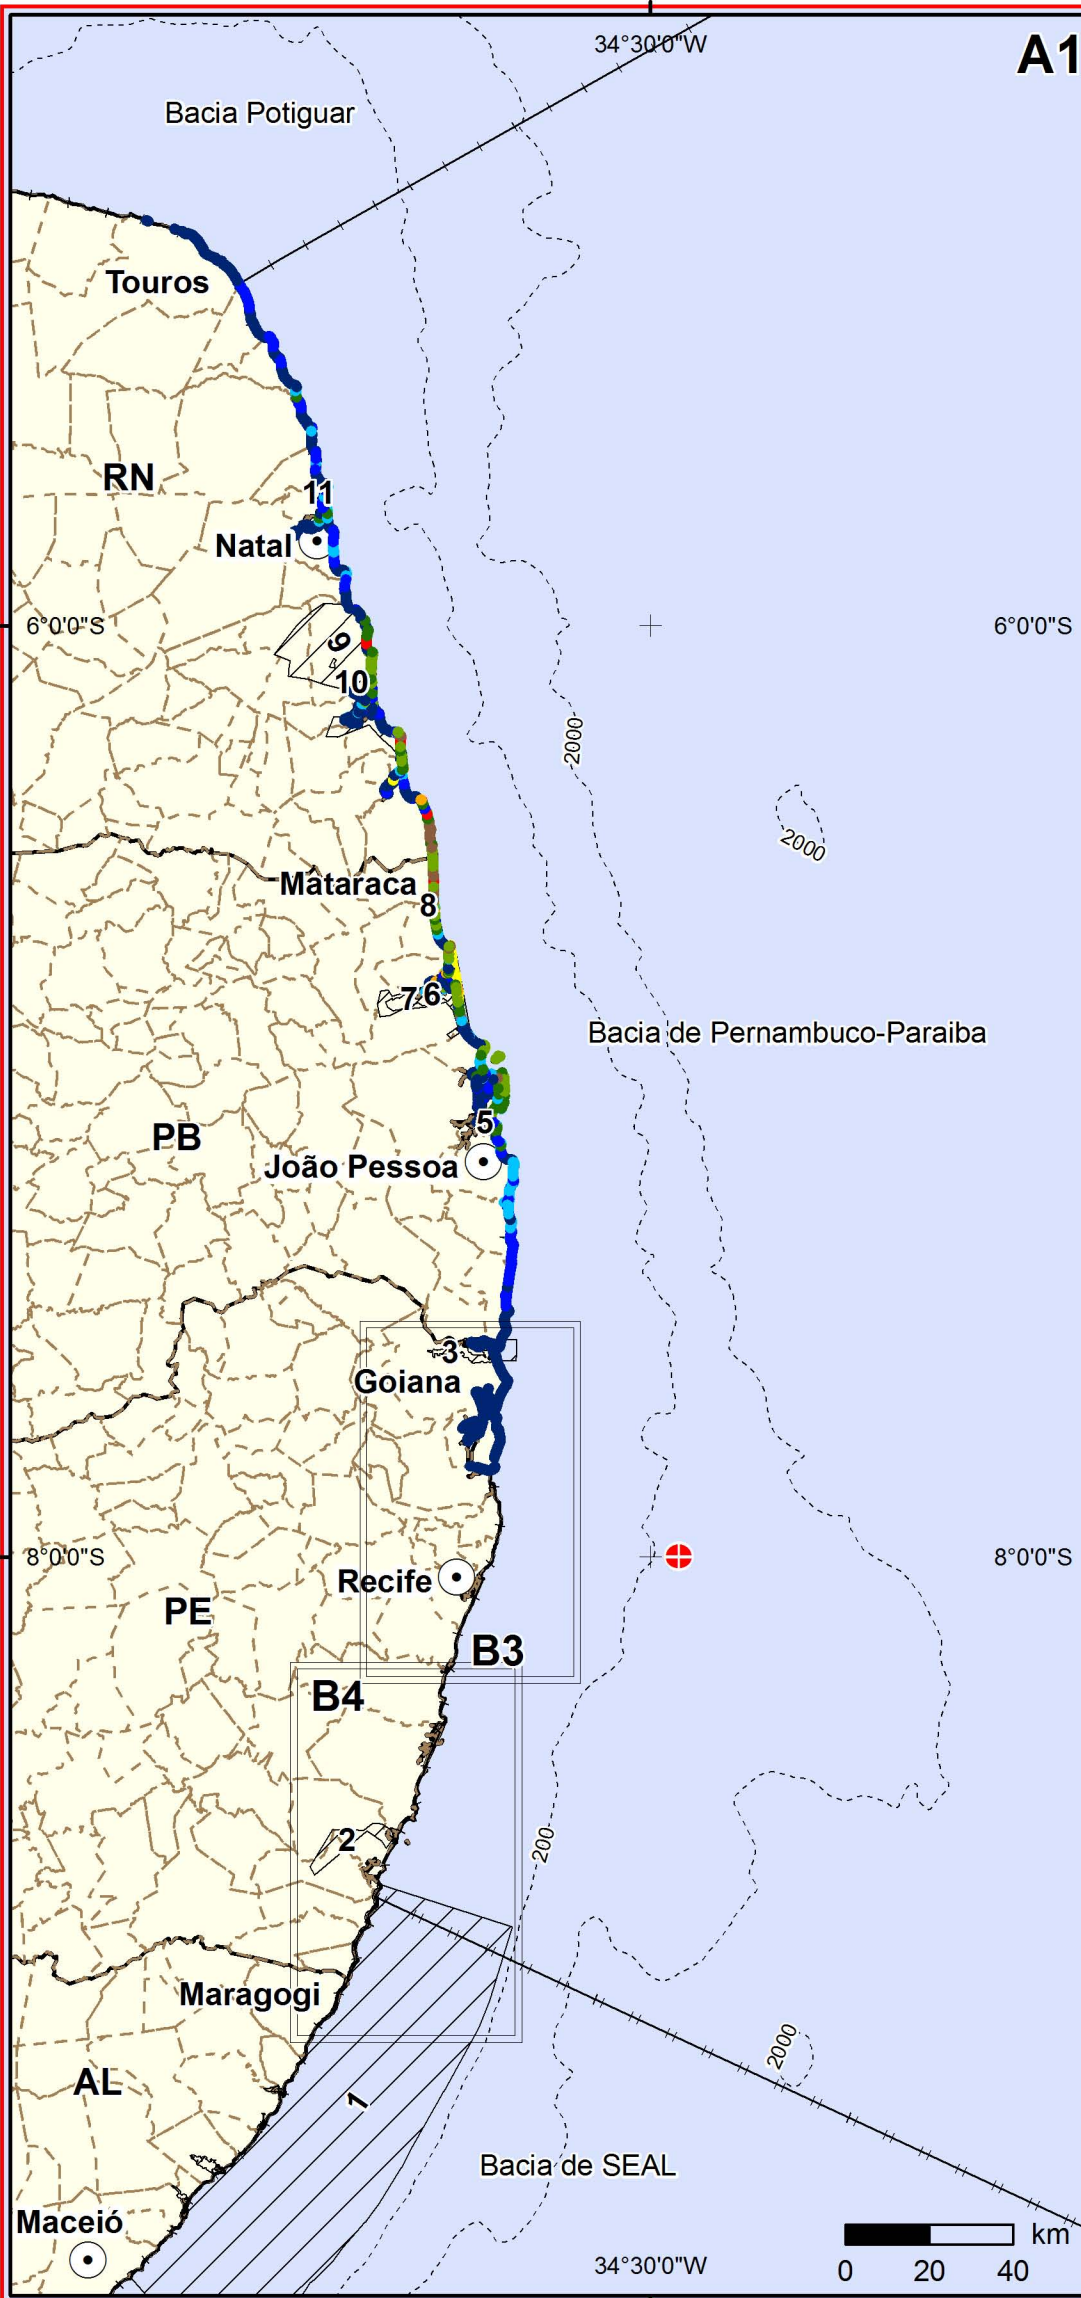 34°30'0"W
A1
Bacia Potiguar
Touros
RN
11
Natal
6°0'0"S
6°0'0"S
9
10
2000
2000
Mataraca
8
7
6
Bacia de Pernambuco-Paraiba
5
PB
João Pessoa
3
Goiana
8°0'0"S
8°0'0"S
Recife
PE
B3
B4
2
200
Maragogi
2000
AL
1
Bacia de SEAL
Maceió
km
34°30'0"W
0 20 40